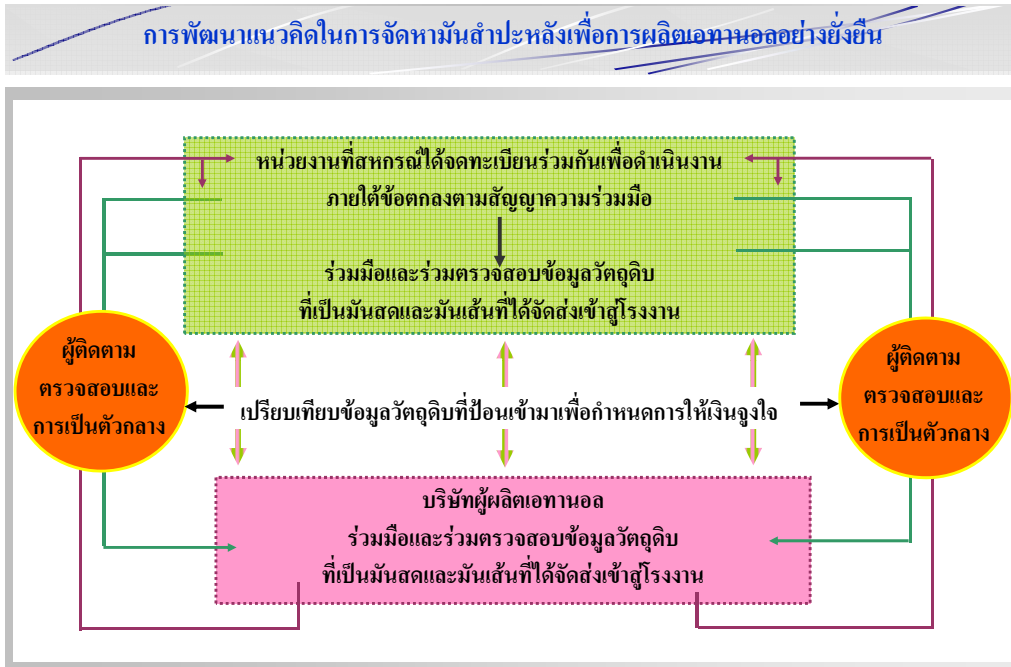 การพัฒนาแนวคิดในการจัดหามันสำปะหลังเพื่อการผลิตเอทานอลอย่างยั่งยืน
หน่วยงานที่สหกรณ์ได้จดทะเบียนร่วมกันเพื่อดำเนินงาน
ภายใต้ข้อตกลงตามสัญญาความร่วมมือ
ร่วมมือและร่วมตรวจสอบข้อมูลวัตถุดิบ
ที่เป็นมันสดและมันเส้นที่ได้จัดส่งเข้าสู่โรงงาน
ผู้ติดตาม
ตรวจสอบและ
การเป็นตัวกลาง
เปรียบเทียบข้อมูลวัตถุดิบที่ป้อนเข้ามาเพื่อกำหนดการให้เงินจูงใจ
ผู้ติดตาม
ตรวจสอบและ
การเป็นตัวกลาง
บริษัทผู้ผลิตเอทานอล
ร่วมมือและร่วมตรวจสอบข้อมูลวัตถุดิบ
ที่เป็นมันสดและมันเส้นที่ได้จัดส่งเข้าสู่โรงงาน